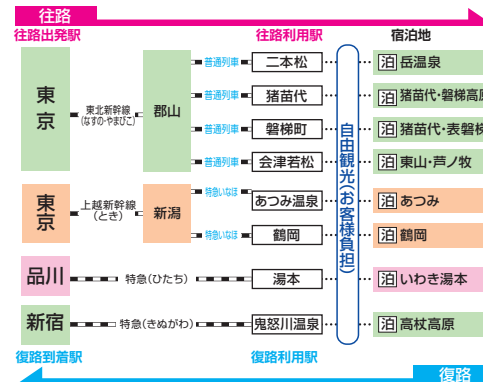 往路
往路出発駅 往路利用駅 宿泊地
普通列車 二本松 泊 岳温泉
東京 東北新幹線 (なすの・やまびこ) 郡山 普通列車 猪苗代 泊 猪苗代・磐梯高原
普通列車 磐梯町 泊 猪苗代・表磐梯
普通列車 会津若松 泊 東山・芦ノ牧
東京 上越新幹線 (とき) 新潟 特急いなほ あつみ温泉 泊 あつみ
特急いなほ 鶴岡 泊 鶴岡
品川 特急(ひたち) 湯本 泊 いわき湯本
新宿 特急(きぬがわ) 鬼怒川温泉 泊 高杖高原
自由観光(お客様負担)
復路到着駅 復路利用駅
復路